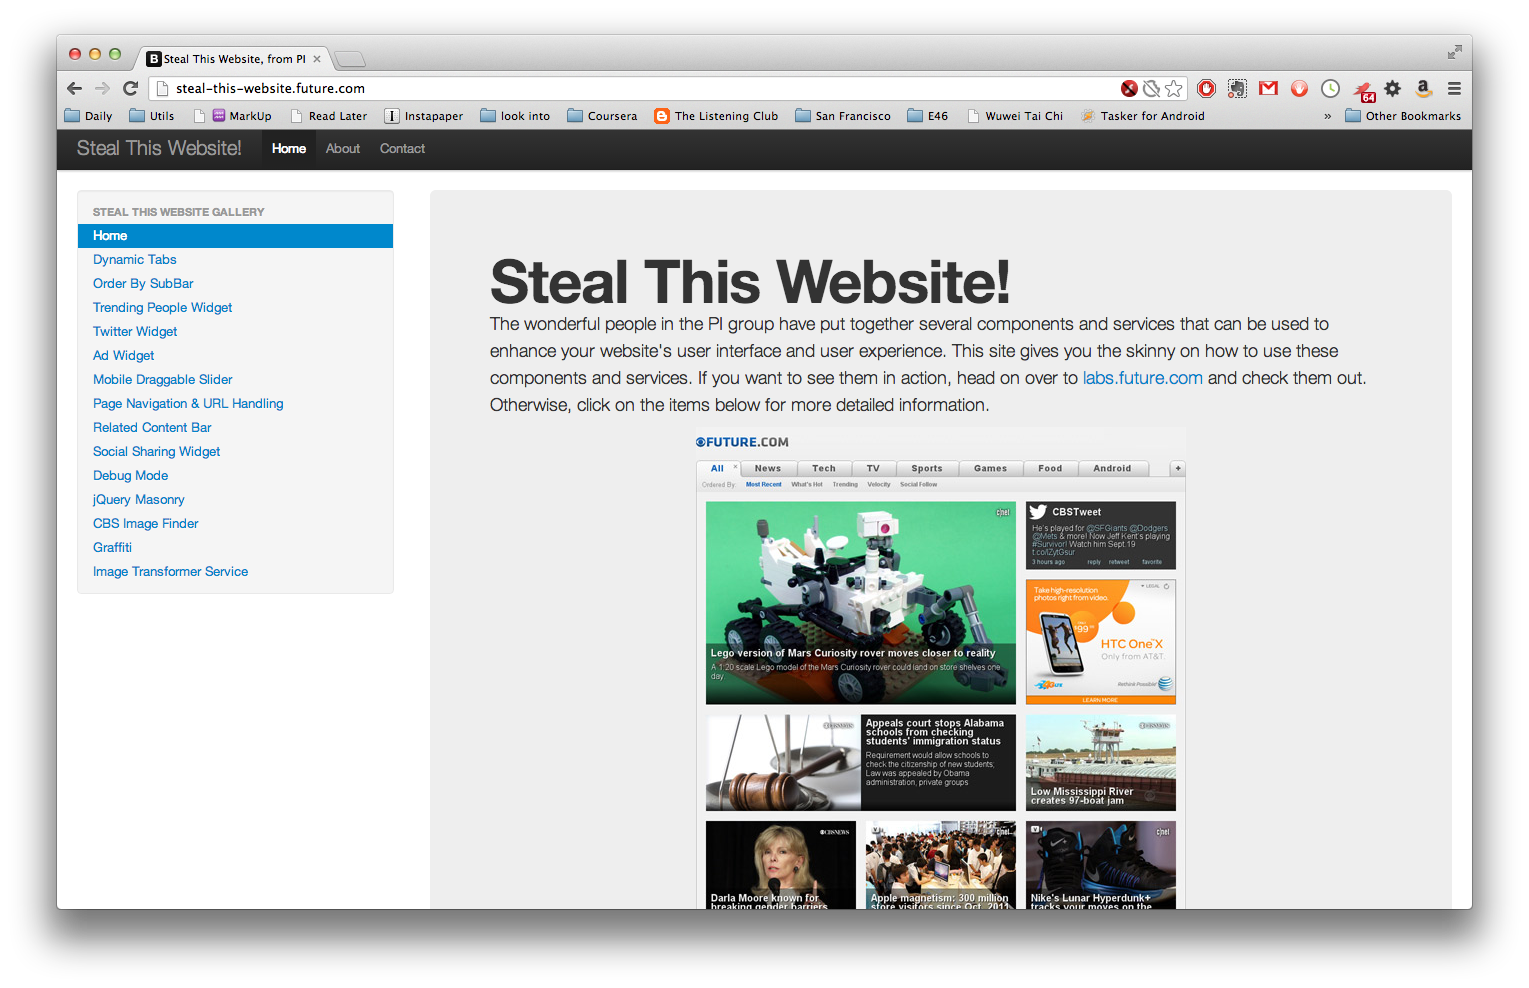 Steal This Website, from PI
steal-this-website.future.com
64
Daily
Utils
MarkUp
Read Later
Instapaper
look into
Coursera
The Listening Club
San Francisco
E46
Wuwei Tai Chi
Tasker for Android
»
Other Bookmarks
Steal This Website!
Home
About
Contact
STEAL THIS WEBSITE GALLERY
Home
Dynamic Tabs
Order By SubBar
Trending People Widget
Twitter Widget
Ad Widget
Mobile Draggable Slider
Page Navigation & URL Handling
Related Content Bar
Social Sharing Widget
Debug Mode
jQuery Masonry
CBS Image Finder
Graffiti
Image Transformer Service
Steal This Website!
The wonderful people in the PI group have put together several components and services that can be used to
enhance your website's user interface and user experience. This site gives you the skinny on how to use these
components and services. If you want to see them in action, head on over to labs.future.com and check them out.
Otherwise, click on the items below for more detailed information.
FUTURE.COM
All
News
Tech
TV
Sports
Games
Food
Android
+
Ordered By:
Most Recent
What's Hot
Trending
Velocity
Social Follow
c|net
Lego version of Mars Curiosity rover moves closer to reality
A 1:20 scale Lego model of the Mars Curiosity rover could land on store shelves one
day
CBSTweet
He's played for @SFGiants @Dodgers
@Mets & more! Now Jeff Kent's playing
#Survivor! Watch him Sept.19
t.co/lZytGsur
3 hours ago
reply
retweet
favorite
LEGAL
Take high-resolution
photos right from video.
HTC One X
Only from AT&T.
4G LTE
Rethink Possible
LEARN MORE
CBSNEWS
Appeals court stops Alabama
schools from checking
students' immigration status
Requirement would allow schools to
check the citizenship of new students;
Law was appealed by Obama
administration, private groups
CBSNEWS
Low Mississippi River
creates 97-boat jam
CBSNEWS
Darla Moore known for
breaking gender barriers
c|net
Apple magnetism: 300 million
store visitors since Oct. 2011
c|net
Nike's Lunar Hyperdunk+
tracks your moves on the